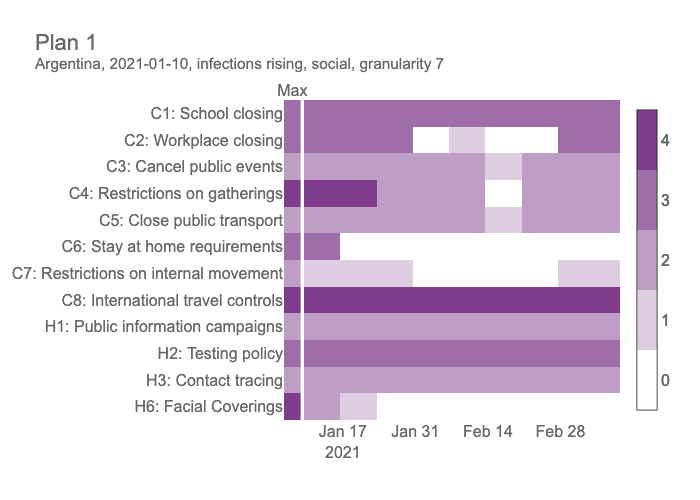 Plan 1
Argentina, 2021-01-10, infections rising, social, granularity 7
Max
C1: School closing
C2: Workplace closing
C3: Cancel public events
C4: Restrictions on gatherings
C5: Close public transport
C6: Stay at home requirements
C7: Restrictions on internal movement
C8: International travel controls
H1: Public information campaigns
H2: Testing policy
H3: Contact tracing
H6: Facial Coverings
Jan 17 Jan 31 Feb 14 Feb 28
2021
4
3
2
1
0